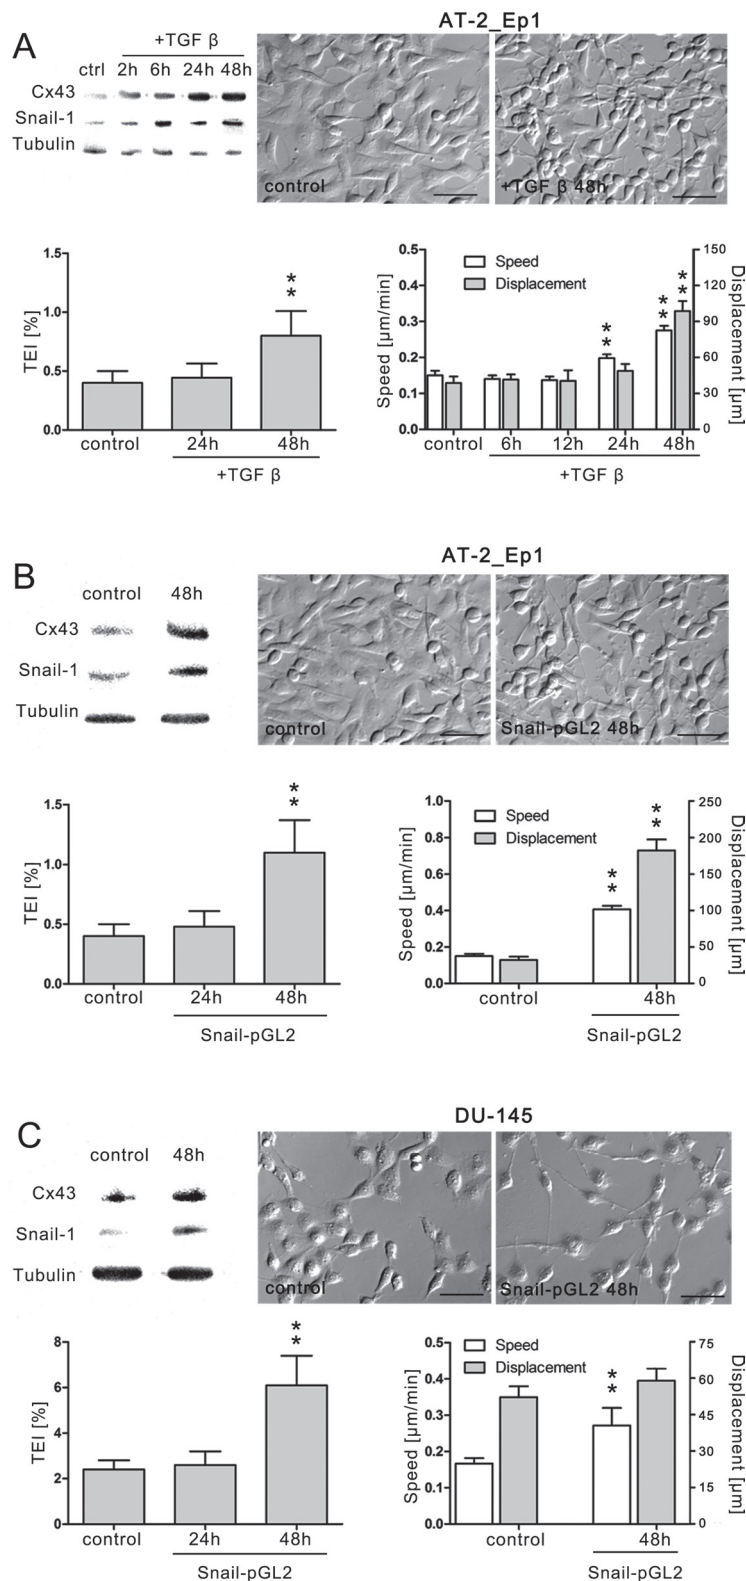 A
AT-2_Ep1
+TGF β
ctrl 2h 6h 24h 48h
Cx43
Snail-1
Tubulin
control
+TGF β 48h
TEI [%]
1.5
1.0
0.5
0.0
* *
control 24h 48h
+TGF β
Speed [μm/min]
0.5
0.4
0.3
0.2
0.1
0.0
Speed
Displacement
* *
* *
* *
150
120
90
60
30
0
Displacement [μm]
control 6h 12h 24h 48h
+TGF β
B
AT-2_Ep1
control 48h
Cx43
Snail-1
Tubulin
control
Snail-pGL2 48h
TEI [%]
1.5
1.0
0.5
0.0
* *
control 24h 48h
Snail-pGL2
Speed [μm/min]
1.0
0.8
0.6
0.4
0.2
0.0
Speed
Displacement
* *
* *
250
200
150
100
50
0
Displacement [μm]
control 48h
Snail-pGL2
C
DU-145
control 48h
Cx43
Snail-1
Tubulin
control
Snail-pGL2 48h
TEI [%]
8
6
4
2
0
* *
control 24h 48h
Snail-pGL2
Speed [μm/min]
0.5
0.4
0.3
0.2
0.1
0.0
Speed
Displacement
* *
75
60
45
30
15
0
Displacement [μm]
control 48h
Snail-pGL2